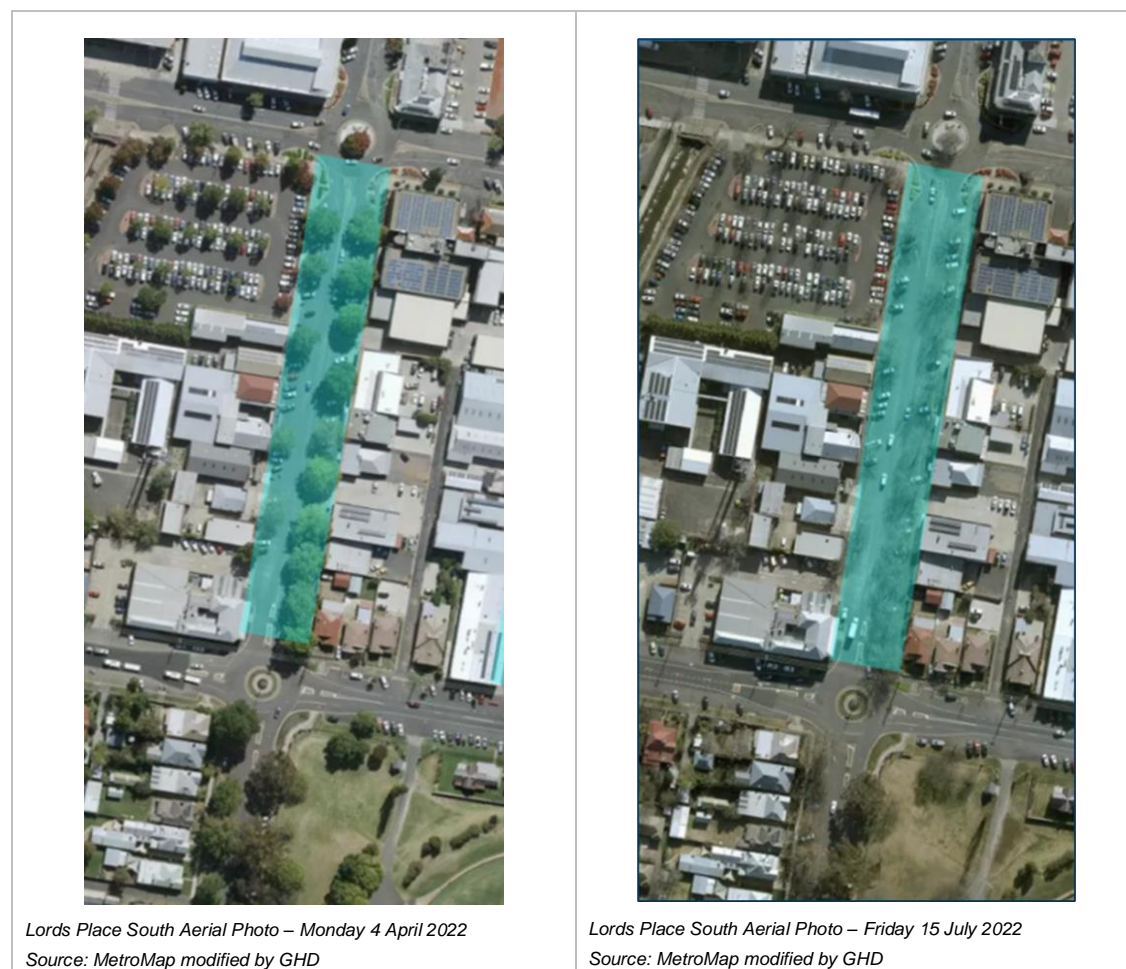 Lords Place South Aerial Photo – Monday 4 April 2022
Source: MetroMap modified by GHD
Lords Place South Aerial Photo – Friday 15 July 2022
Source: MetroMap modified by GHD